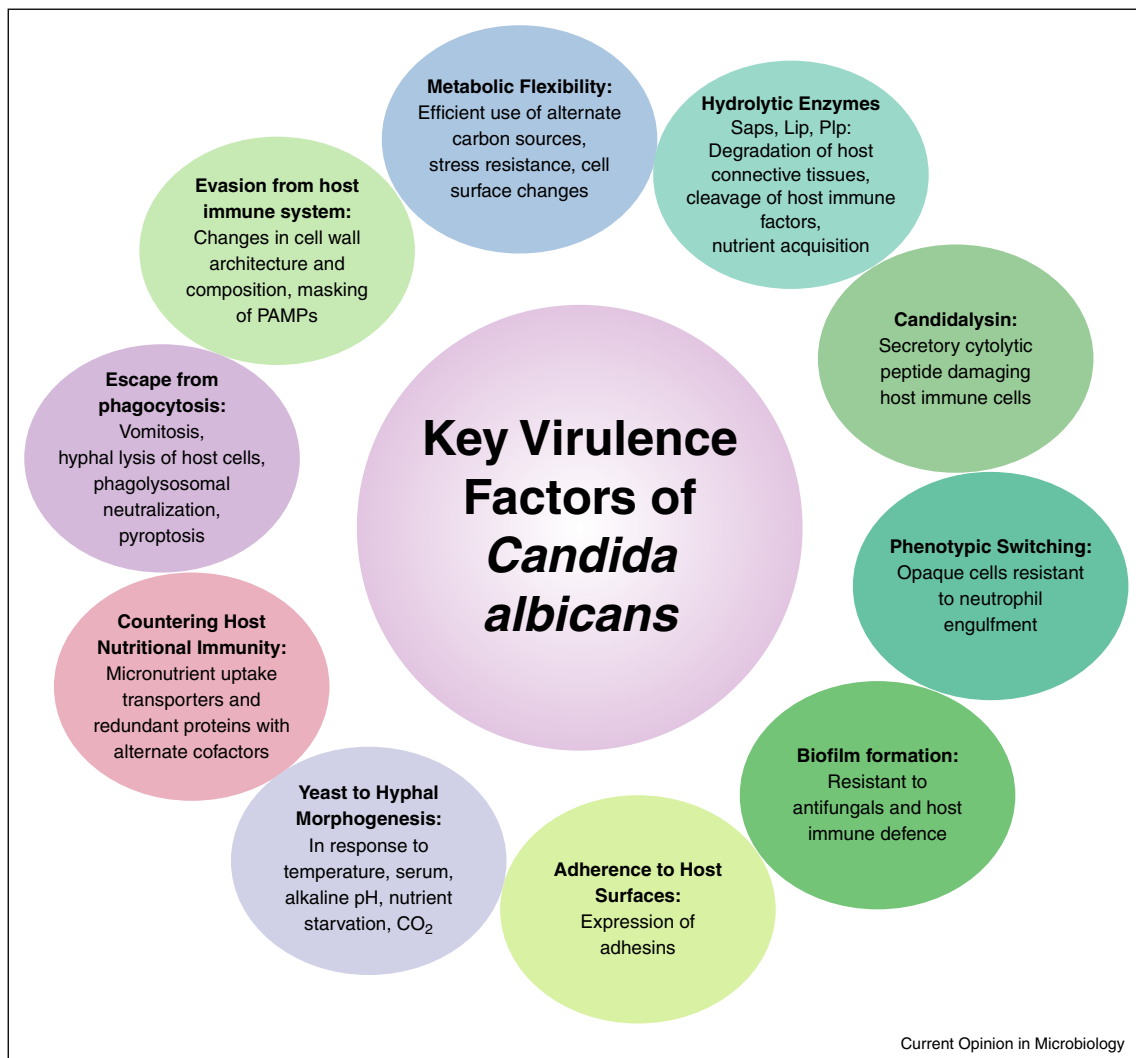 Key Virulence
Factors of
Candida
albicans
Metabolic Flexibility:
Efficient use of alternate
carbon sources,
stress resistance, cell
surface changes
Hydrolytic Enzymes
Saps, Lip, Plp:
Degradation of host
connective tissues,
cleavage of host immune
factors,
nutrient acquisition
Candidalysin:
Secretory cytolytic
peptide damaging
host immune cells
Phenotypic Switching:
Opaque cells resistant
to neutrophil
engulfment
Biofilm formation:
Resistant to
antifungals and host
immune defence
Adherence to Host
Surfaces:
Expression of
adhesins
Yeast to Hyphal
Morphogenesis:
In response to
temperature, serum,
alkaline pH, nutrient
starvation, CO₂
Countering Host
Nutritional Immunity:
Micronutrient uptake
transporters and
redundant proteins with
alternate cofactors
Escape from
phagocytosis:
Vomitosis,
hyphal lysis of host cells,
phagolysosomal
neutralization,
pyroptosis
Evasion from host
immune system:
Changes in cell wall
architecture and
composition, masking
of PAMPs
Current Opinion in Microbiology